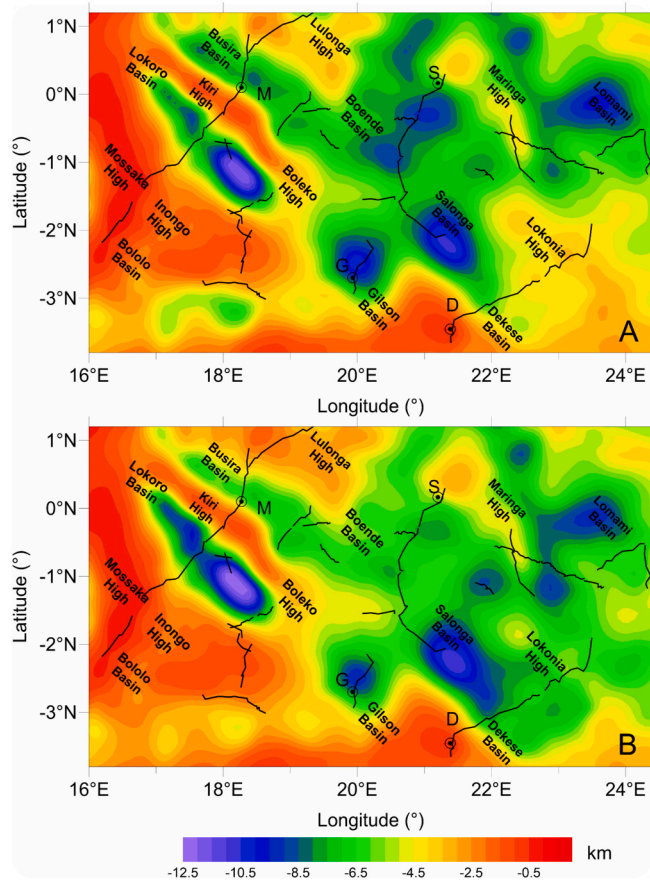 1°N
0°N
-1°N
-2°N
-3°N
Latitude (°)
Lokoro
Basin
Busira
Basin
Kiri
High
M
Lulonga
High
Boende
Basin
S
Maringa
High
Lomami
Basin
Mossaka
High
Inongo
High
Bololo
Basin
Boleko
High
Salonga
Basin
Lokonia
High
G
Gilson
Basin
D
Dekese
Basin
A
16°E
18°E
20°E
22°E
24°E
Longitude (°)
1°N
0°N
-1°N
-2°N
-3°N
Latitude (°)
Lokoro
Basin
Busira
Basin
Kiri
High
M
Lulonga
High
Boende
Basin
S
Maringa
High
Lomami
Basin
Mossaka
High
Inongo
High
Bololo
Basin
Boleko
High
Salonga
Basin
Lokonia
High
G
Gilson
Basin
D
Dekese
Basin
B
16°E
18°E
20°E
22°E
24°E
Longitude (°)
km
-12.5 -10.5 -8.5 -6.5 -4.5 -2.5 -0.5